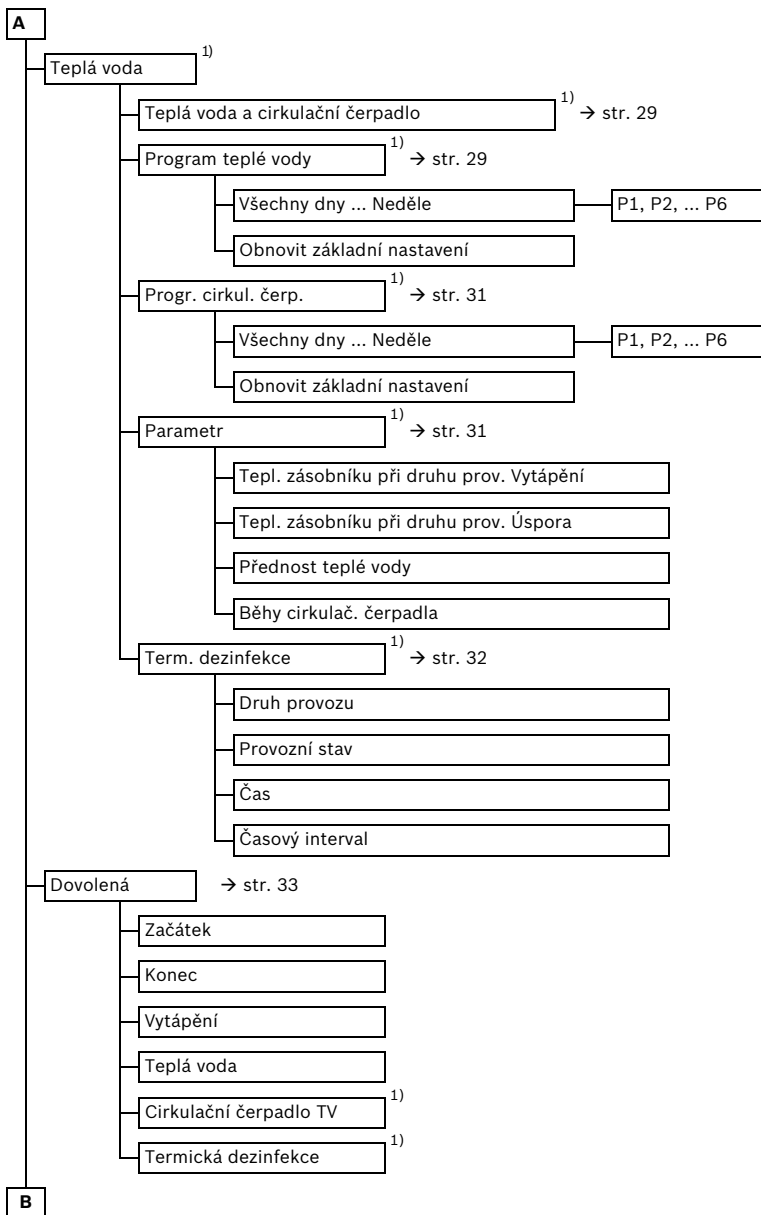 A
Teplá voda 1)
Teplá voda a cirkulační čerpadlo 1) → str. 29
Program teplé vody 1) → str. 29
Všechny dny ... Neděle P1, P2, ... P6
Obnovit základní nastavení
Progr. cirkul. čerp. 1) → str. 31
Všechny dny ... Neděle P1, P2, ... P6
Obnovit základní nastavení
Parametr 1) → str. 31
Tepl. zásobníku při druhu prov. Vytápění
Tepl. zásobníku při druhu prov. Úspora
Přednost teplé vody
Běhy cirkulač. čerpadla
Term. dezinfekce 1) → str. 32
Druh provozu
Provozní stav
Čas
Časový interval
Dovolená → str. 33
Začátek
Konec
Vytápění
Teplá voda
Cirkulační čerpadlo TV 1)
Termická dezinfekce 1)
B